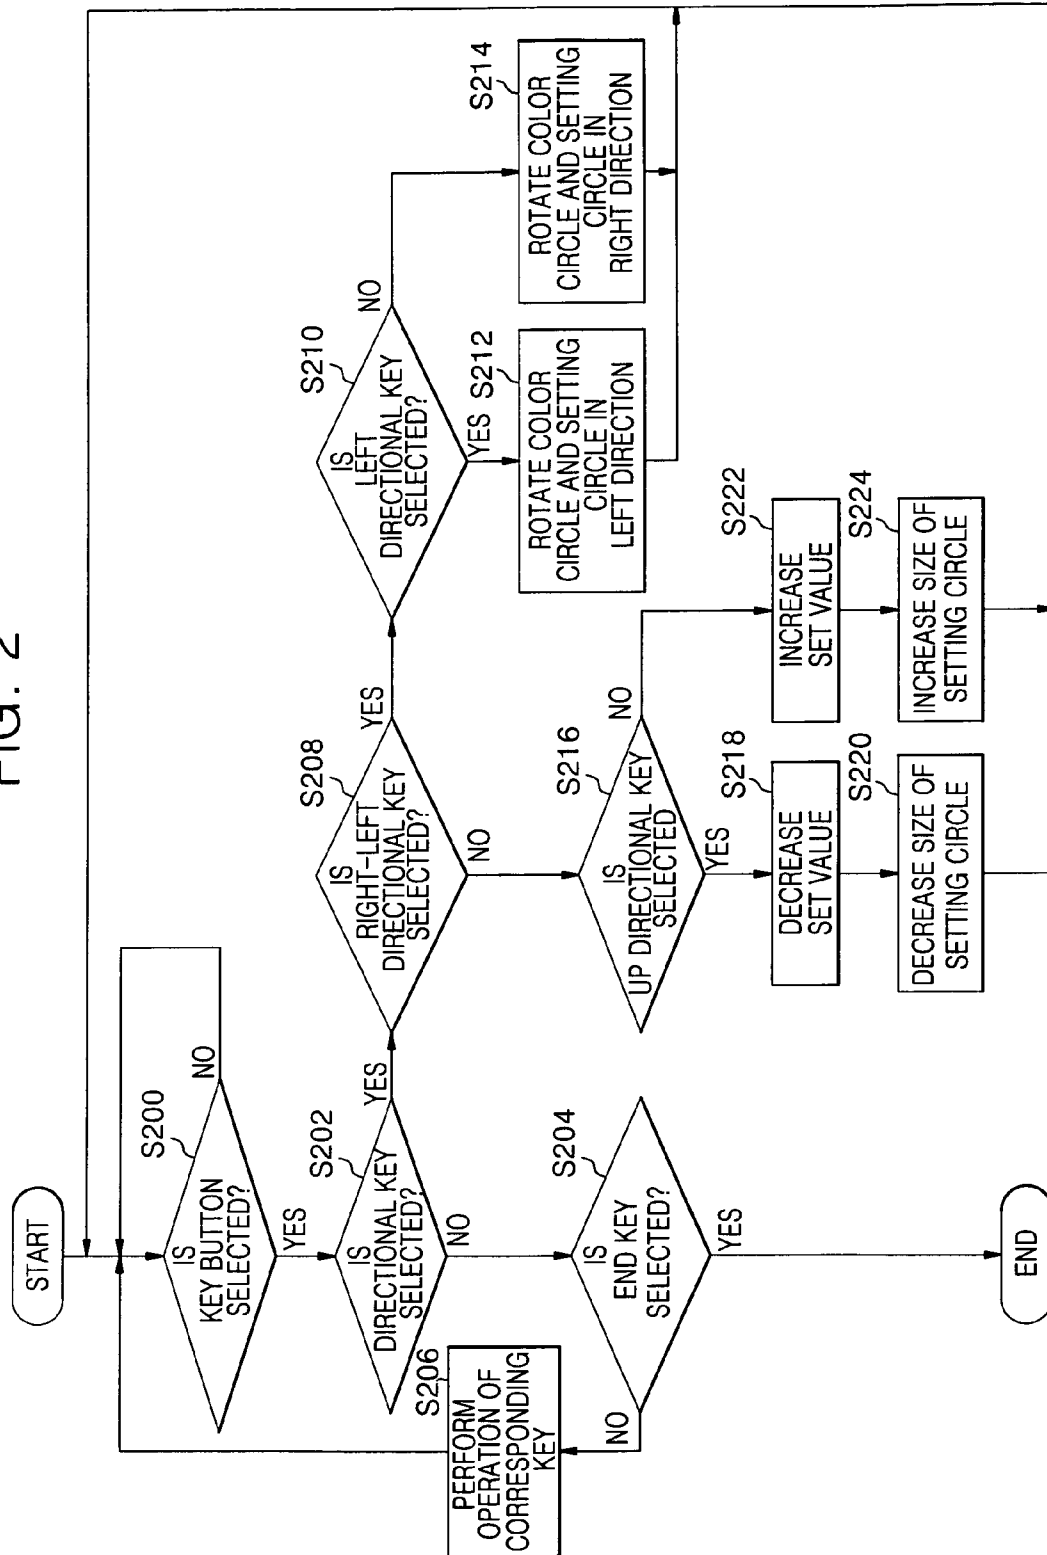 FIG. 2
START
S200
IS
KEY BUTTON
SELECTED?
NO
YES
S202
IS
DIRECTIONAL KEY
SELECTED?
YES
NO
S204
IS
END KEY
SELECTED?
NO
YES
S206
PERFORM
OPERATION OF
CORRESPONDING
KEY
END
S208
IS
RIGHT-LEFT
DIRECTIONAL KEY
SELECTED?
YES
NO
S210
IS
LEFT
DIRECTIONAL KEY
SELECTED?
NO
YES
S212
ROTATE COLOR
CIRCLE AND SETTING
CIRCLE IN
LEFT DIRECTION
S214
ROTATE COLOR
CIRCLE AND SETTING
CIRCLE IN
RIGHT DIRECTION
S216
IS
UP DIRECTIONAL KEY
SELECTED
NO
YES
S218
DECREASE
SET VALUE
S220
DECREASE SIZE OF
SETTING CIRCLE
S222
INCREASE
SET VALUE
S224
INCREASE SIZE OF
SETTING CIRCLE